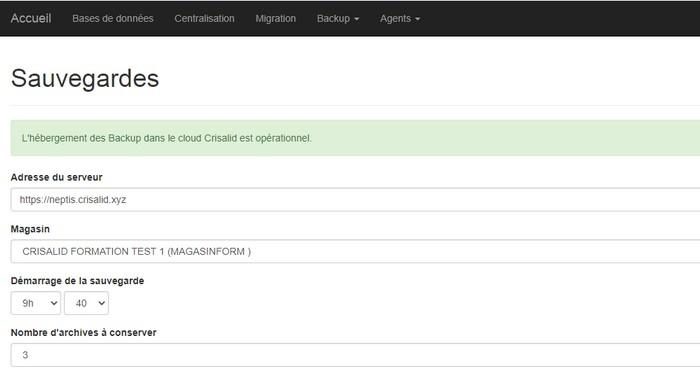 Accueil Bases de données Centralisation Migration Backup Agents
Sauvegardes
L'hébergement des Backup dans le cloud Crisalid est opérationnel.
Adresse du serveur
https://neptis.crisalid.xyz
Magasin
CRISALID FORMATION TEST 1 (MAGASINFORM )
Démarrage de la sauvegarde
9h 40
Nombre d'archives à conserver
3